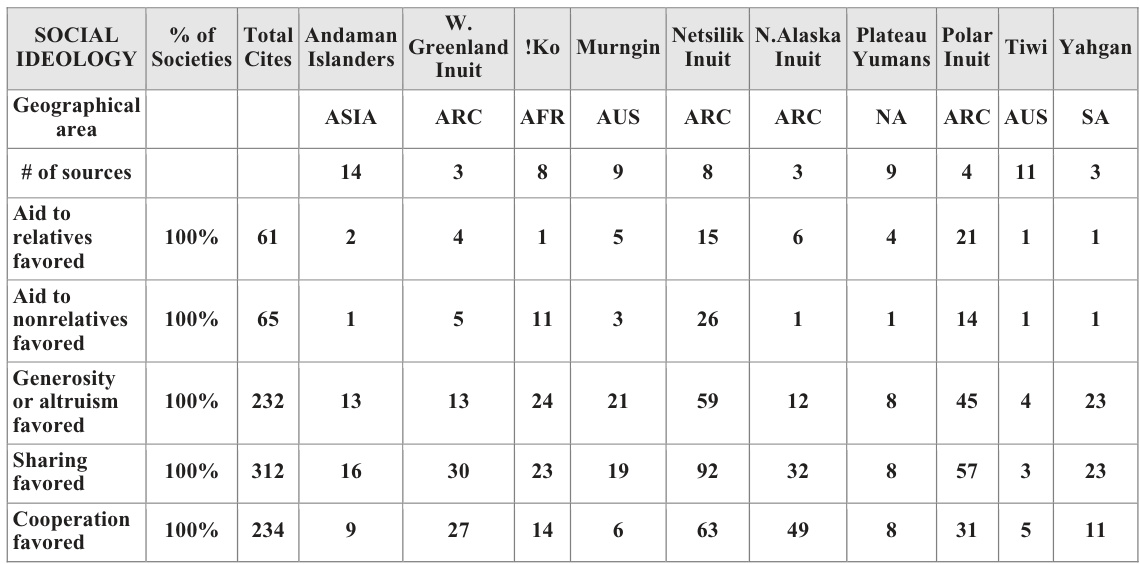 SOCIAL IDEOLOGY % of Societies Total Cites Andaman Islanders W. Greenland Inuit !Ko Murngin Netsilik Inuit N.Alaska Inuit Plateau Yumans Polar Inuit Tiwi Yahgan
Geographical area ASIA ARC AFR AUS ARC ARC NA ARC AUS SA
# of sources 14 3 8 9 8 3 9 4 11 3
Aid to relatives favored 100% 61 2 4 1 5 15 6 4 21 1 1
Aid to nonrelatives favored 100% 65 1 5 11 3 26 1 1 14 1 1
Generosity or altruism favored 100% 232 13 13 24 21 59 12 8 45 4 23
Sharing favored 100% 312 16 30 23 19 92 32 8 57 3 23
Cooperation favored 100% 234 9 27 14 6 63 49 8 31 5 11